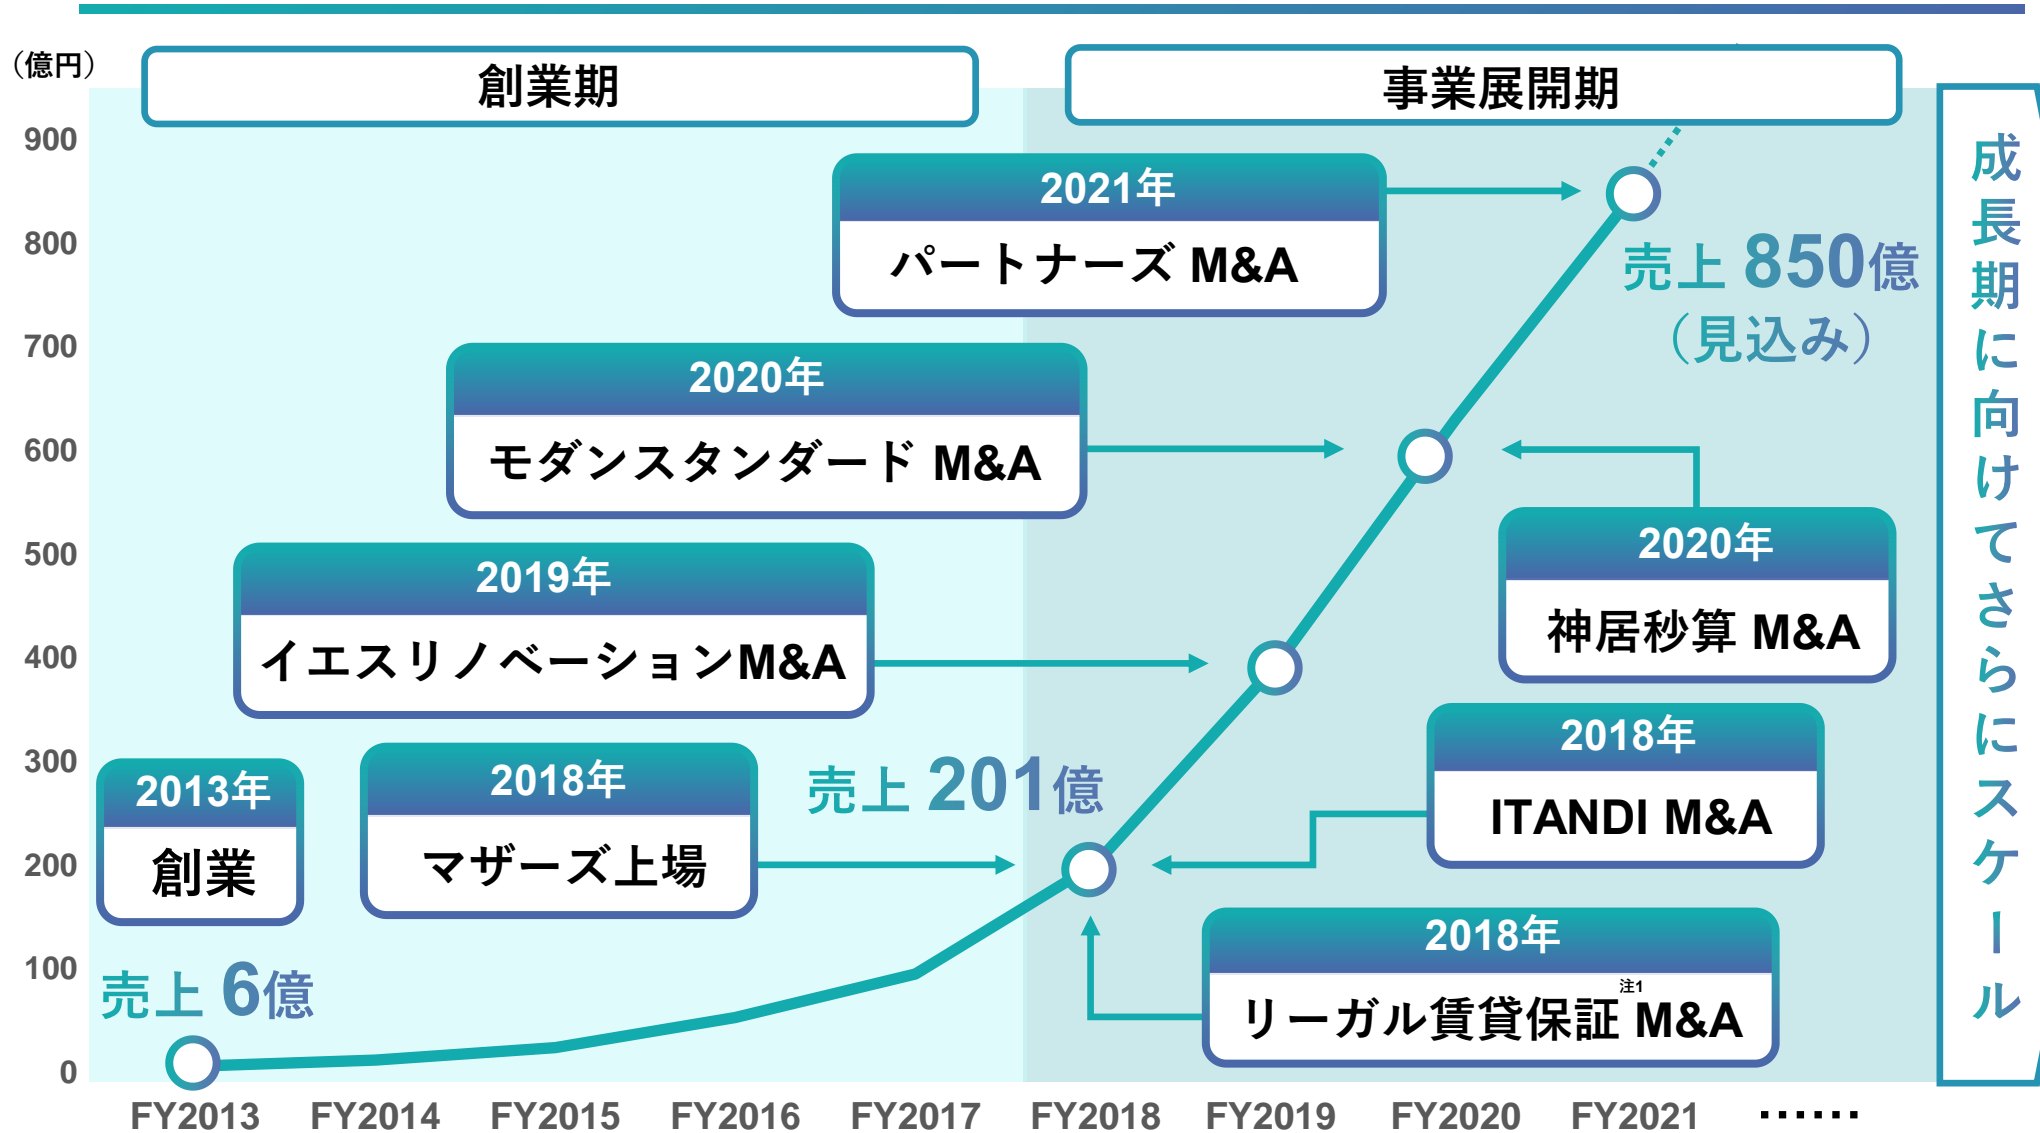 （億円）
創業期
事業展開期
900
800
700
600
500
400
300
200
100
0
2021年
パートナーズ M&A
売上 850億
（見込み）
2020年
モダンスタンダード M&A
2020年
神居秒算 M&A
2019年
イエスリノベーションM&A
2018年
ITANDI M&A
2013年
創業
2018年
マザーズ上場
売上 201億
2018年
リーガル賃貸保証 注1 M&A
売上 6億
FY2013 FY2014 FY2015 FY2016 FY2017 FY2018 FY2019 FY2020 FY2021 ……
成長期に向けてさらにスケール